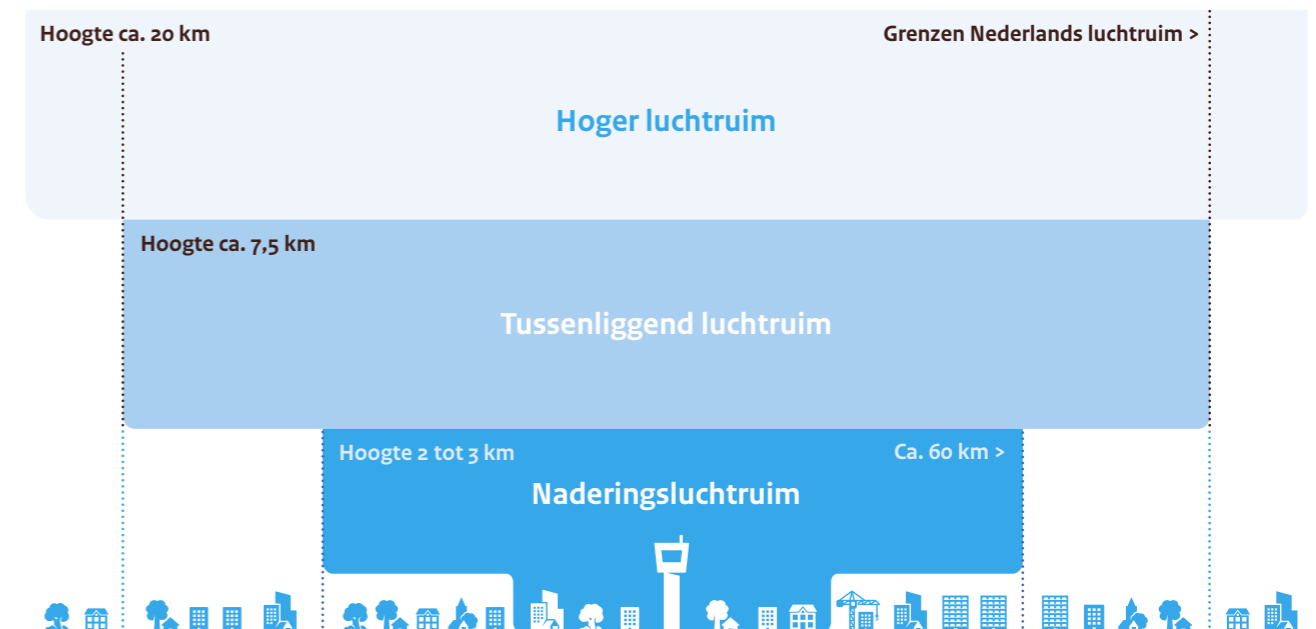 Hoogte ca. 20 km
Grenzen Nederlands luchtruim >
Hoger luchtruim
Hoogte ca. 7,5 km
Tussenliggend luchtruim
Hoogte 2 tot 3 km
Ca. 60 km >
Naderingsluchtruim